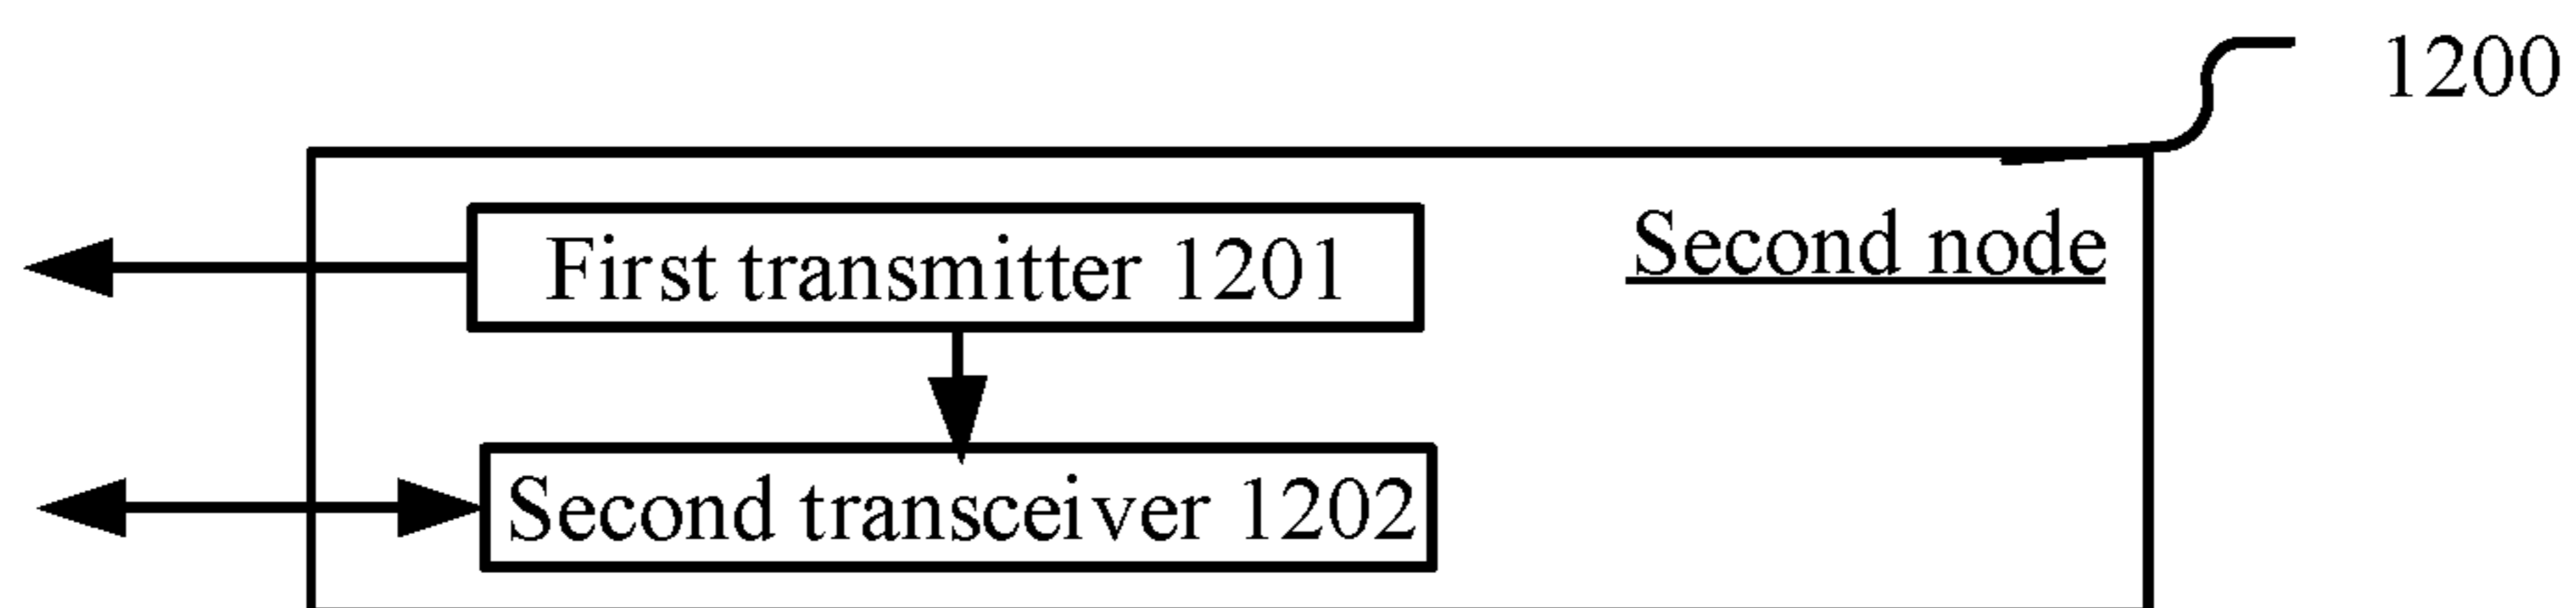 1200
First transmitter 1201
Second node
Second transceiver 1202